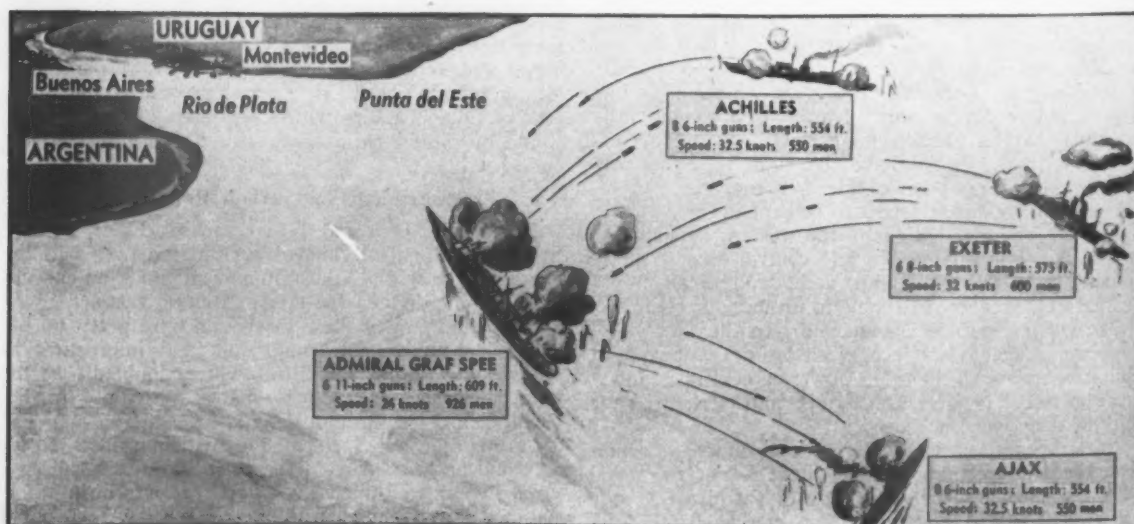 URUGUAY
Montevideo
Buenos Aires
Rio de Plata
Punta del Este
ARGENTINA
ACHILLES
8 6-inch guns; Length: 554 ft.
Speed: 32.5 knots 550 men
EXETER
6 8-inch guns; Length: 575 ft.
Speed: 32 knots 600 men
ADMIRAL GRAF SPEE
6 11-inch guns; Length: 609 ft.
Speed: knots 926 men
AJAX
8 6-inch guns; Length: 554 ft.
Speed: 32.5 knots 550 men